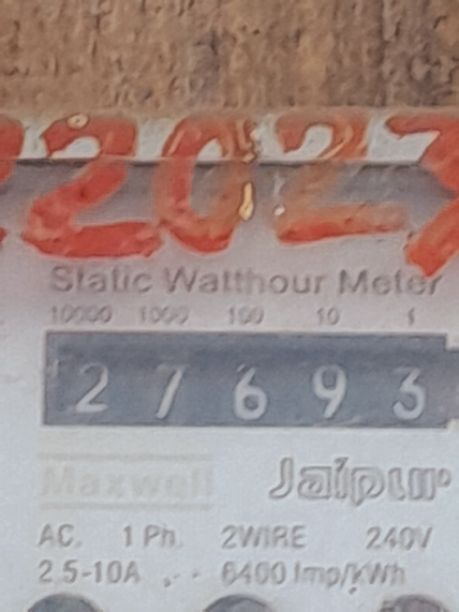 22023
Static Watthour Meter
10000 1000 100 10 1
27693
Maxwell
Jaipur
AC. 1 Ph. 2WIRE 240V
2.5-10A 6400 Imp/kWh